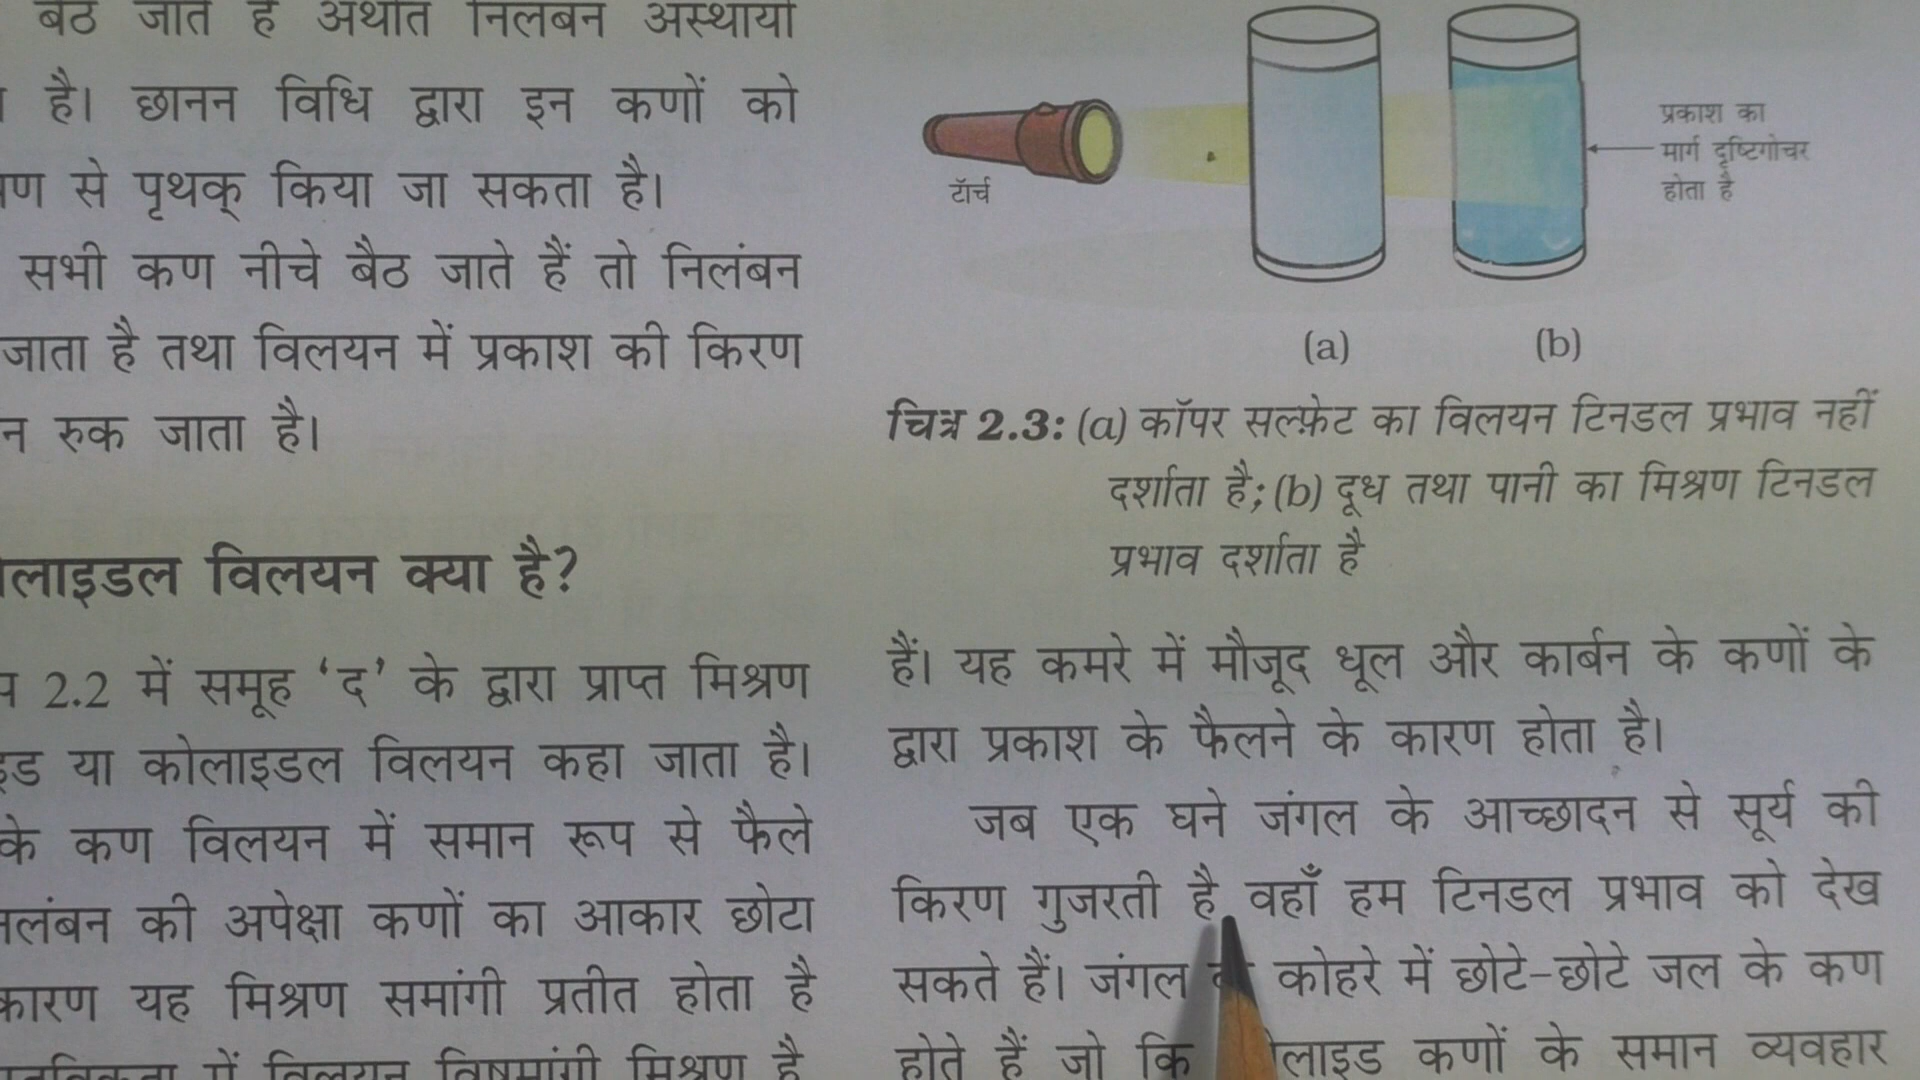 बैठ जाते हैं अर्थात निलंबन अस्थायी
है। छानन विधि द्वारा इन कणों को
से पृथक् किया जा सकता है।
सभी कण नीचे बैठ जाते हैं तो निलंबन
जाता है तथा विलयन में प्रकाश की किरण
रुक जाता है।
लाइडल विलयन क्या है?
2.2 में समूह ‘द’ के द्वारा प्राप्त मिश्रण
या कोलाइडल विलयन कहा जाता है।
के कण विलयन में समान रूप से फैले
की अपेक्षा कणों का आकार छोटा
कारण यह मिश्रण समांगी प्रतीत होता है
में विलयन विषमांगी मिश्रण है
टॉर्च
प्रकाश का
मार्ग दृष्टिगोचर
होता है
(a) (b)
चित्र 2.3: (a) कॉपर सल्फ़ेट का विलयन टिनडल प्रभाव नहीं
दर्शाता है; (b) दूध तथा पानी का मिश्रण टिनडल
प्रभाव दर्शाता है
हैं। यह कमरे में मौजूद धूल और कार्बन के कणों के
द्वारा प्रकाश के फैलने के कारण होता है।
जब एक घने जंगल के आच्छादन से सूर्य की
किरण गुजरती है वहाँ हम टिनडल प्रभाव को देख
सकते हैं। जंगल कोहरे में छोटे-छोटे जल के कण
होते हैं जो कि लाइड कणों के समान व्यवहार